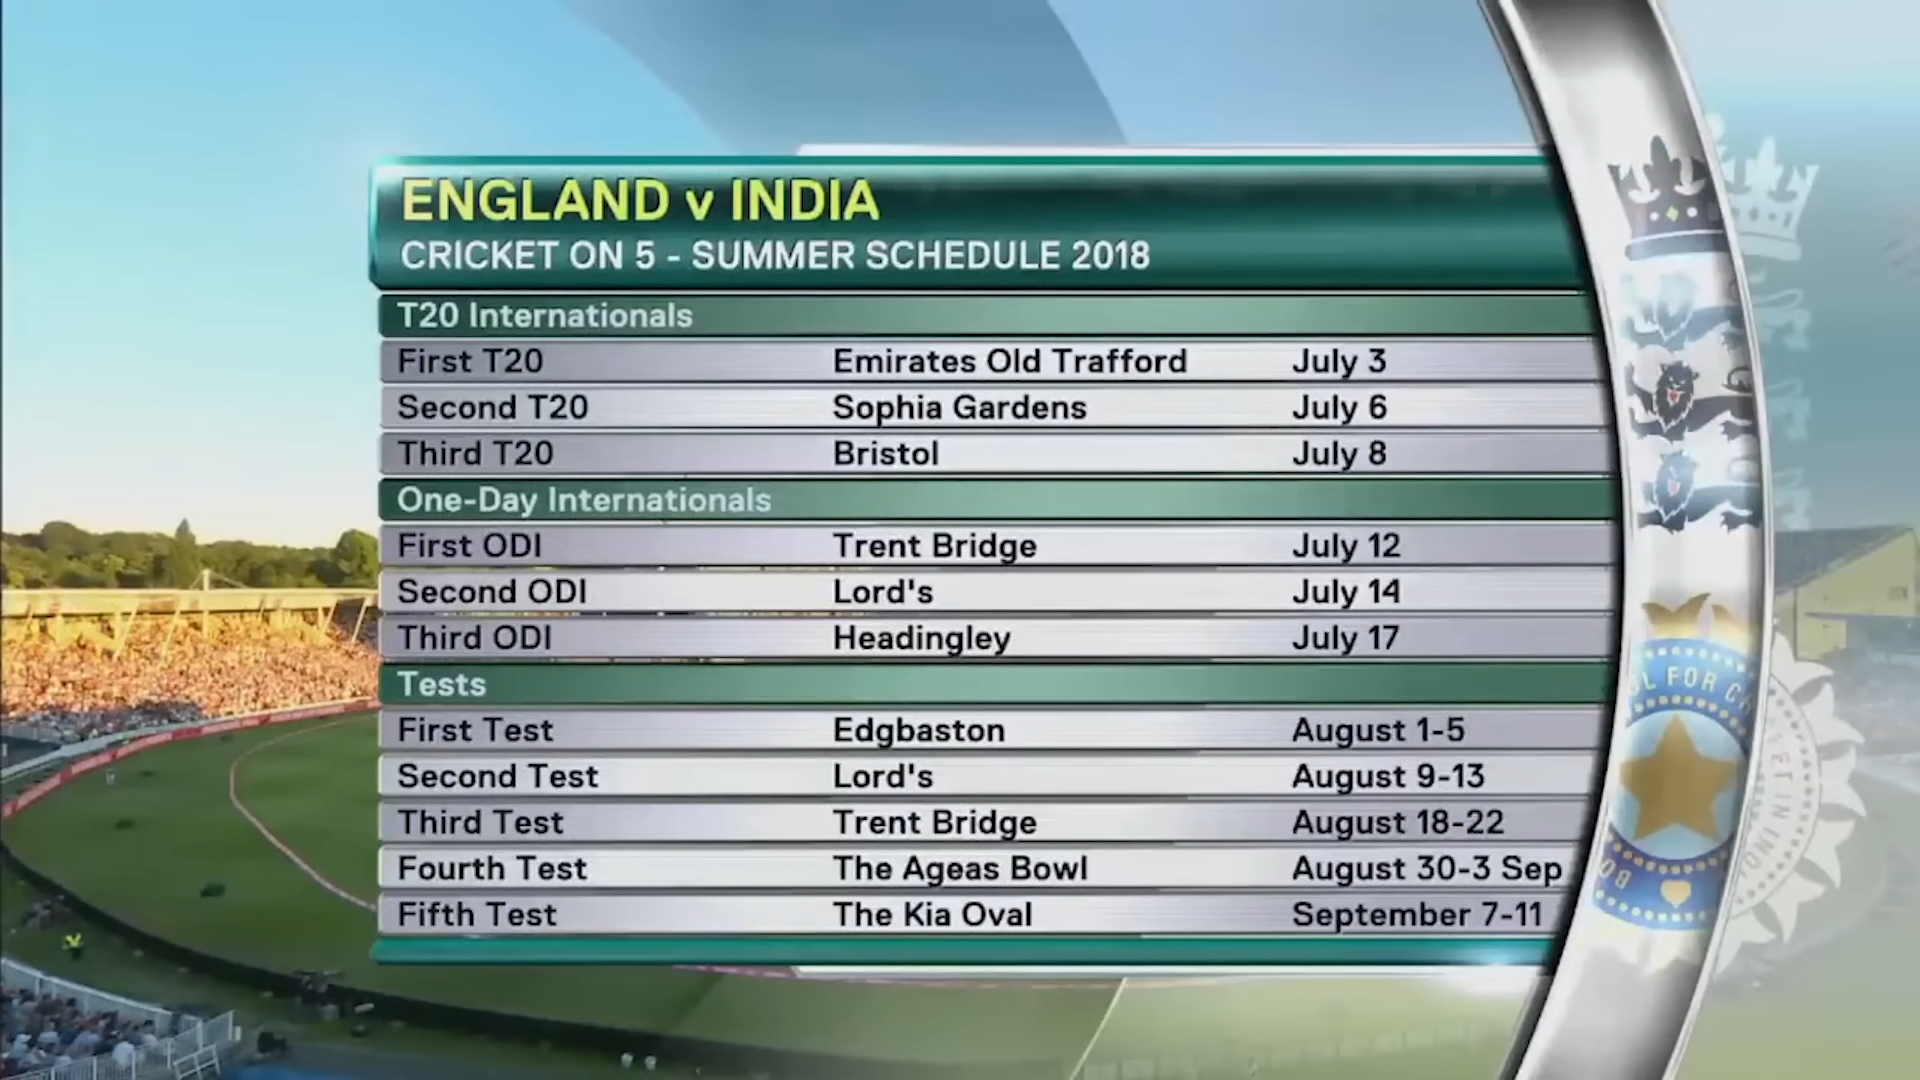 ENGLAND v INDIA
CRICKET ON 5 - SUMMER SCHEDULE 2018
T20 Internationals
First T20 Emirates Old Trafford July 3
Second T20 Sophia Gardens July 6
Third T20 Bristol July 8
One-Day Internationals
First ODI Trent Bridge July 12
Second ODI Lord's July 14
Third ODI Headingley July 17
Tests
First Test Edgbaston August 1-5
Second Test Lord's August 9-13
Third Test Trent Bridge August 18-22
Fourth Test The Ageas Bowl August 30-3 Sep
Fifth Test The Kia Oval September 7-11
FOR